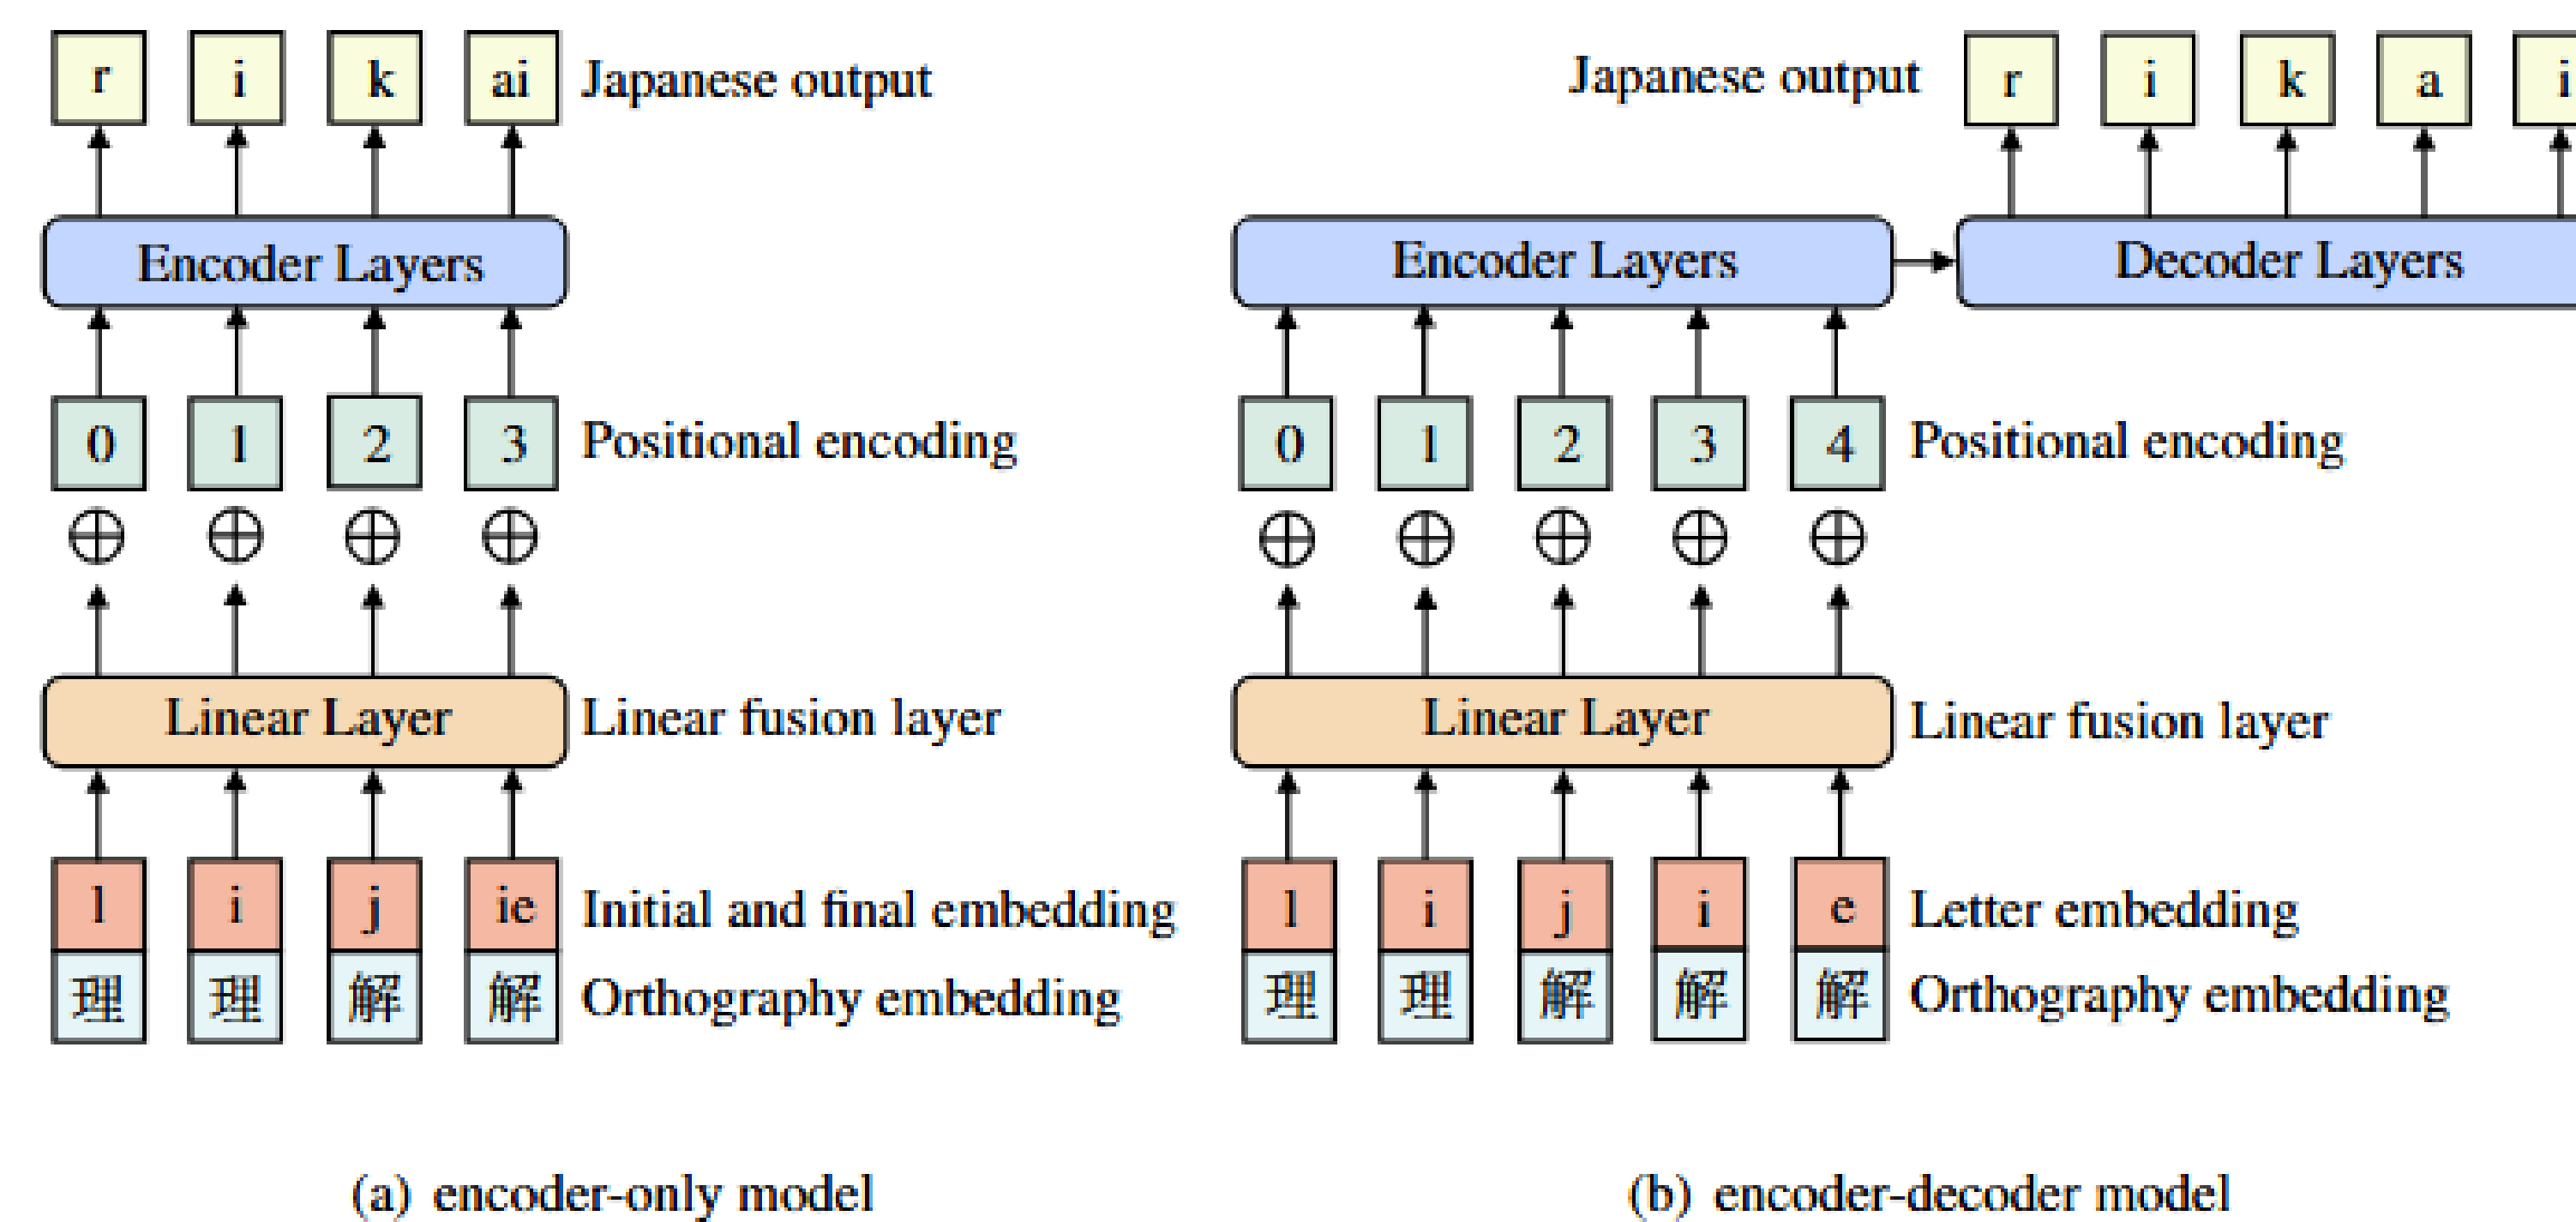 r i k ai Japanese output
Encoder Layers
0 1 2 3 Positional encoding
Linear Layer Linear fusion layer
l i j ie Initial and final embedding
理 理 解 解 Orthography embedding
(a) encoder-only model
Japanese output r i k a i
Encoder Layers Decoder Layers
0 1 2 3 4 Positional encoding
Linear Layer Linear fusion layer
l i j i e Letter embedding
理 理 解 解 解 Orthography embedding
(b) encoder-decoder model